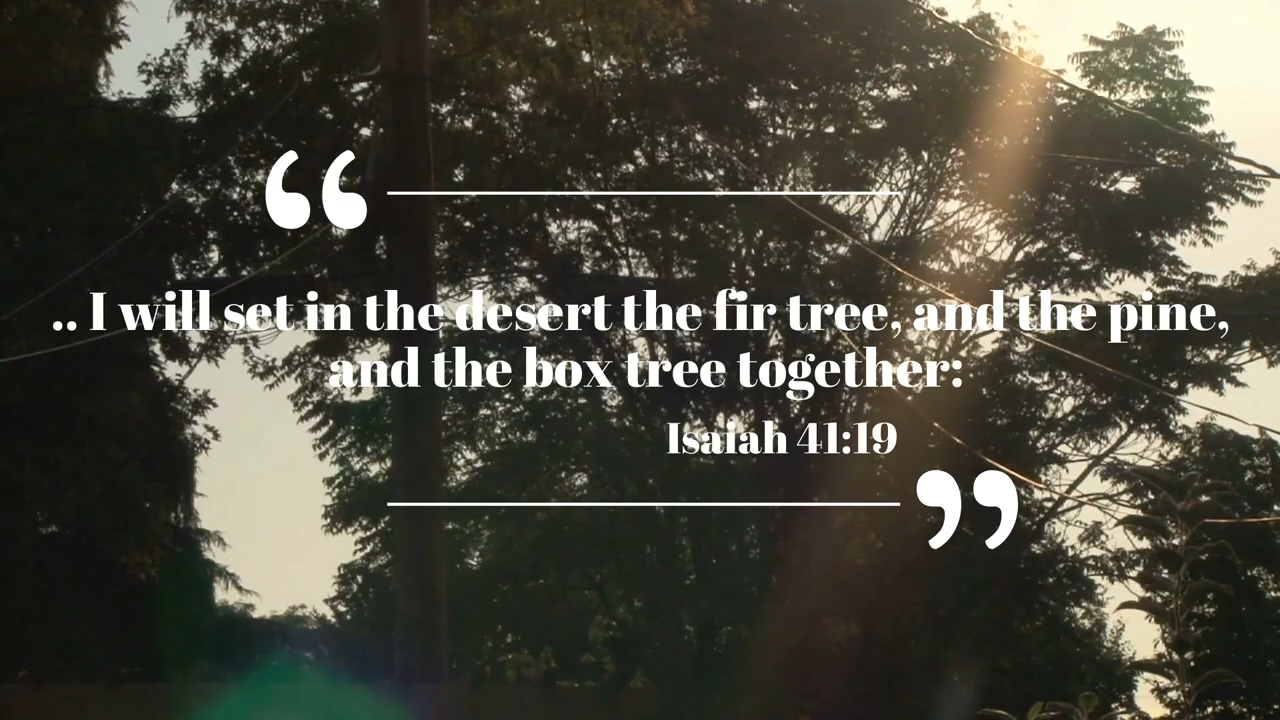 “
.. I will set in the desert the fir tree, and the pine,
and the box tree together:
Isaiah 41:19
”